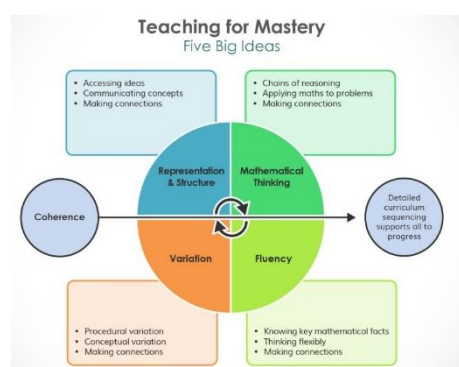 Teaching for Mastery
Five Big Ideas
• Accessing ideas
• Communicating concepts
• Making connections
• Chains of reasoning
• Applying maths to problems
• Making connections
Representation
& Structure
Mathematical
Thinking
Coherence
Detailed
curriculum
sequencing
supports all to
progress
Variation
Fluency
• Procedural variation
• Conceptual variation
• Making connections
• Knowing key mathematical facts
• Thinking flexibly
• Making connections